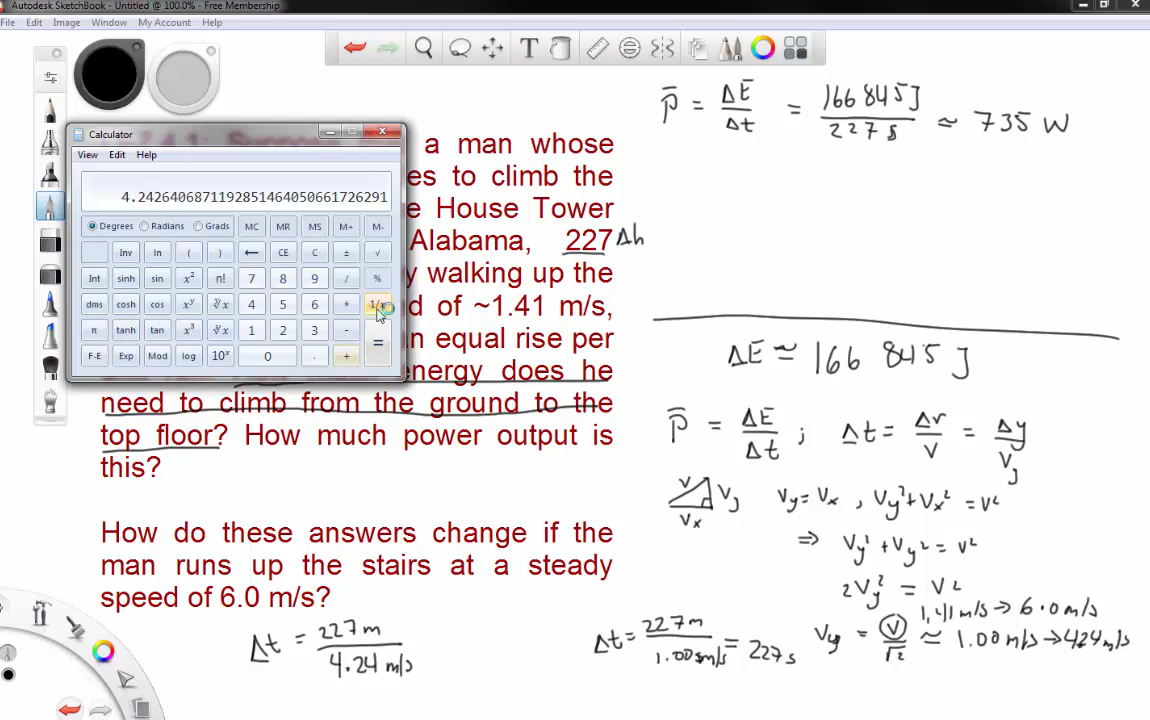 Autodesk SketchBook - Untitled @ 100.0% - Free Membership
File Edit Image Window My Account Help
P̄ = ΔE/Δt = 166 845 J/227 s ≈ 735 W
Calculator
View Edit Help
4.2426406871192851464050661726291
Degrees Radians Grads MC MR MS M+ M-
Inv ln ( ) ← CE C ± √
Int sinh sin x² n! 7 8 9 / %
dms cosh cos xʸ ʸ√x 4 5 6 * 1/x
π tanh tan x³ ³√x 1 2 3 - =
F-E Exp Mod log 10ˣ 0 . +
a man whose
es to climb the
e House Tower
Alabama, 227 Δh
y walking up the
d of ~1.41 m/s,
n equal rise per
energy does he
need to climb from the ground to the
top floor? How much power output is
this?
How do these answers change if the
man runs up the stairs at a steady
speed of 6.0 m/s?
Δt = 227 m/4.24 m/s
ΔE ≈ 166 845 J
P̄ = ΔE/Δt ; Δt = Δr/v = Δy/vy
v vy vx
vy = vx , vy² + vx² = v²
⇒ vy² + vy² = v²
2vy² = v²
1.41 m/s → 6.0 m/s
vy = v/√2 ≈ 1.00 m/s → 4.24 m/s
Δt = 227 m/1.00 m/s = 227 s